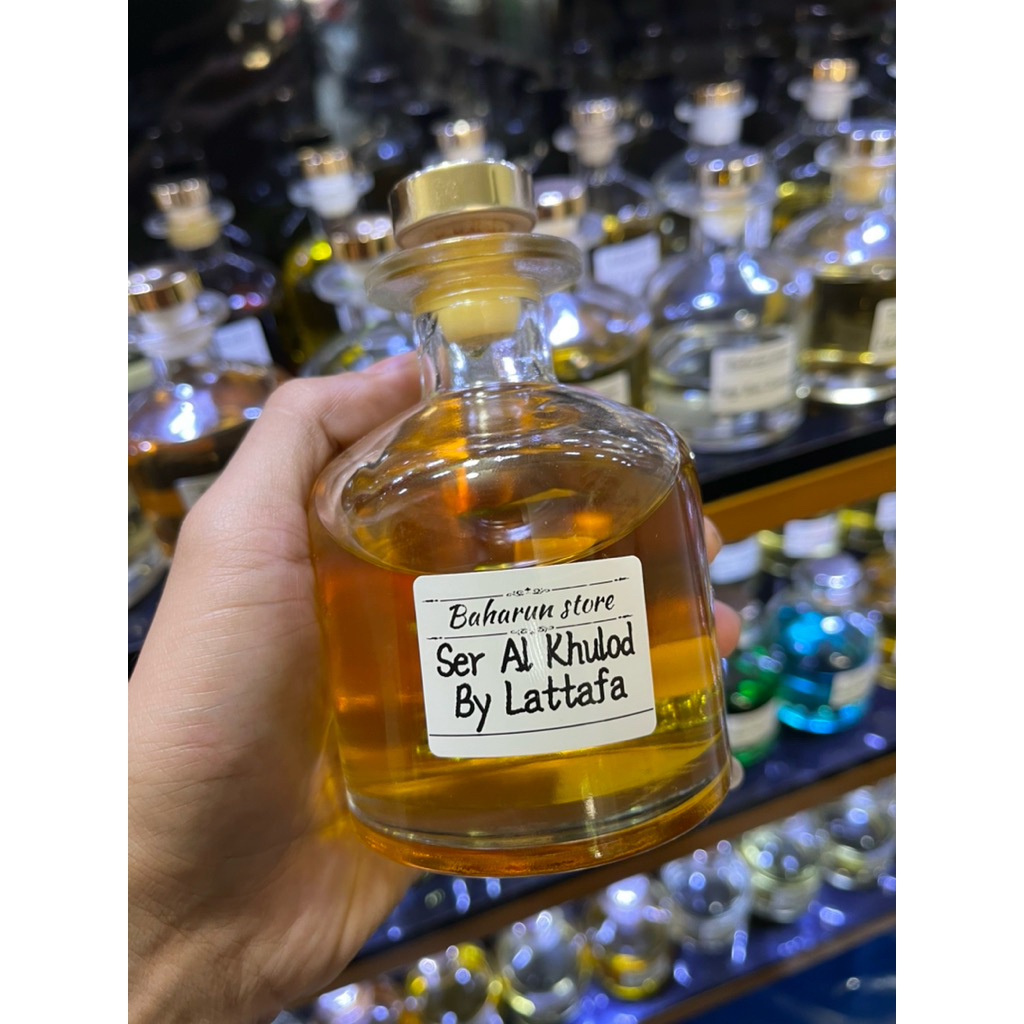 Baharun store
Ser Al Khulod
By Lattafa